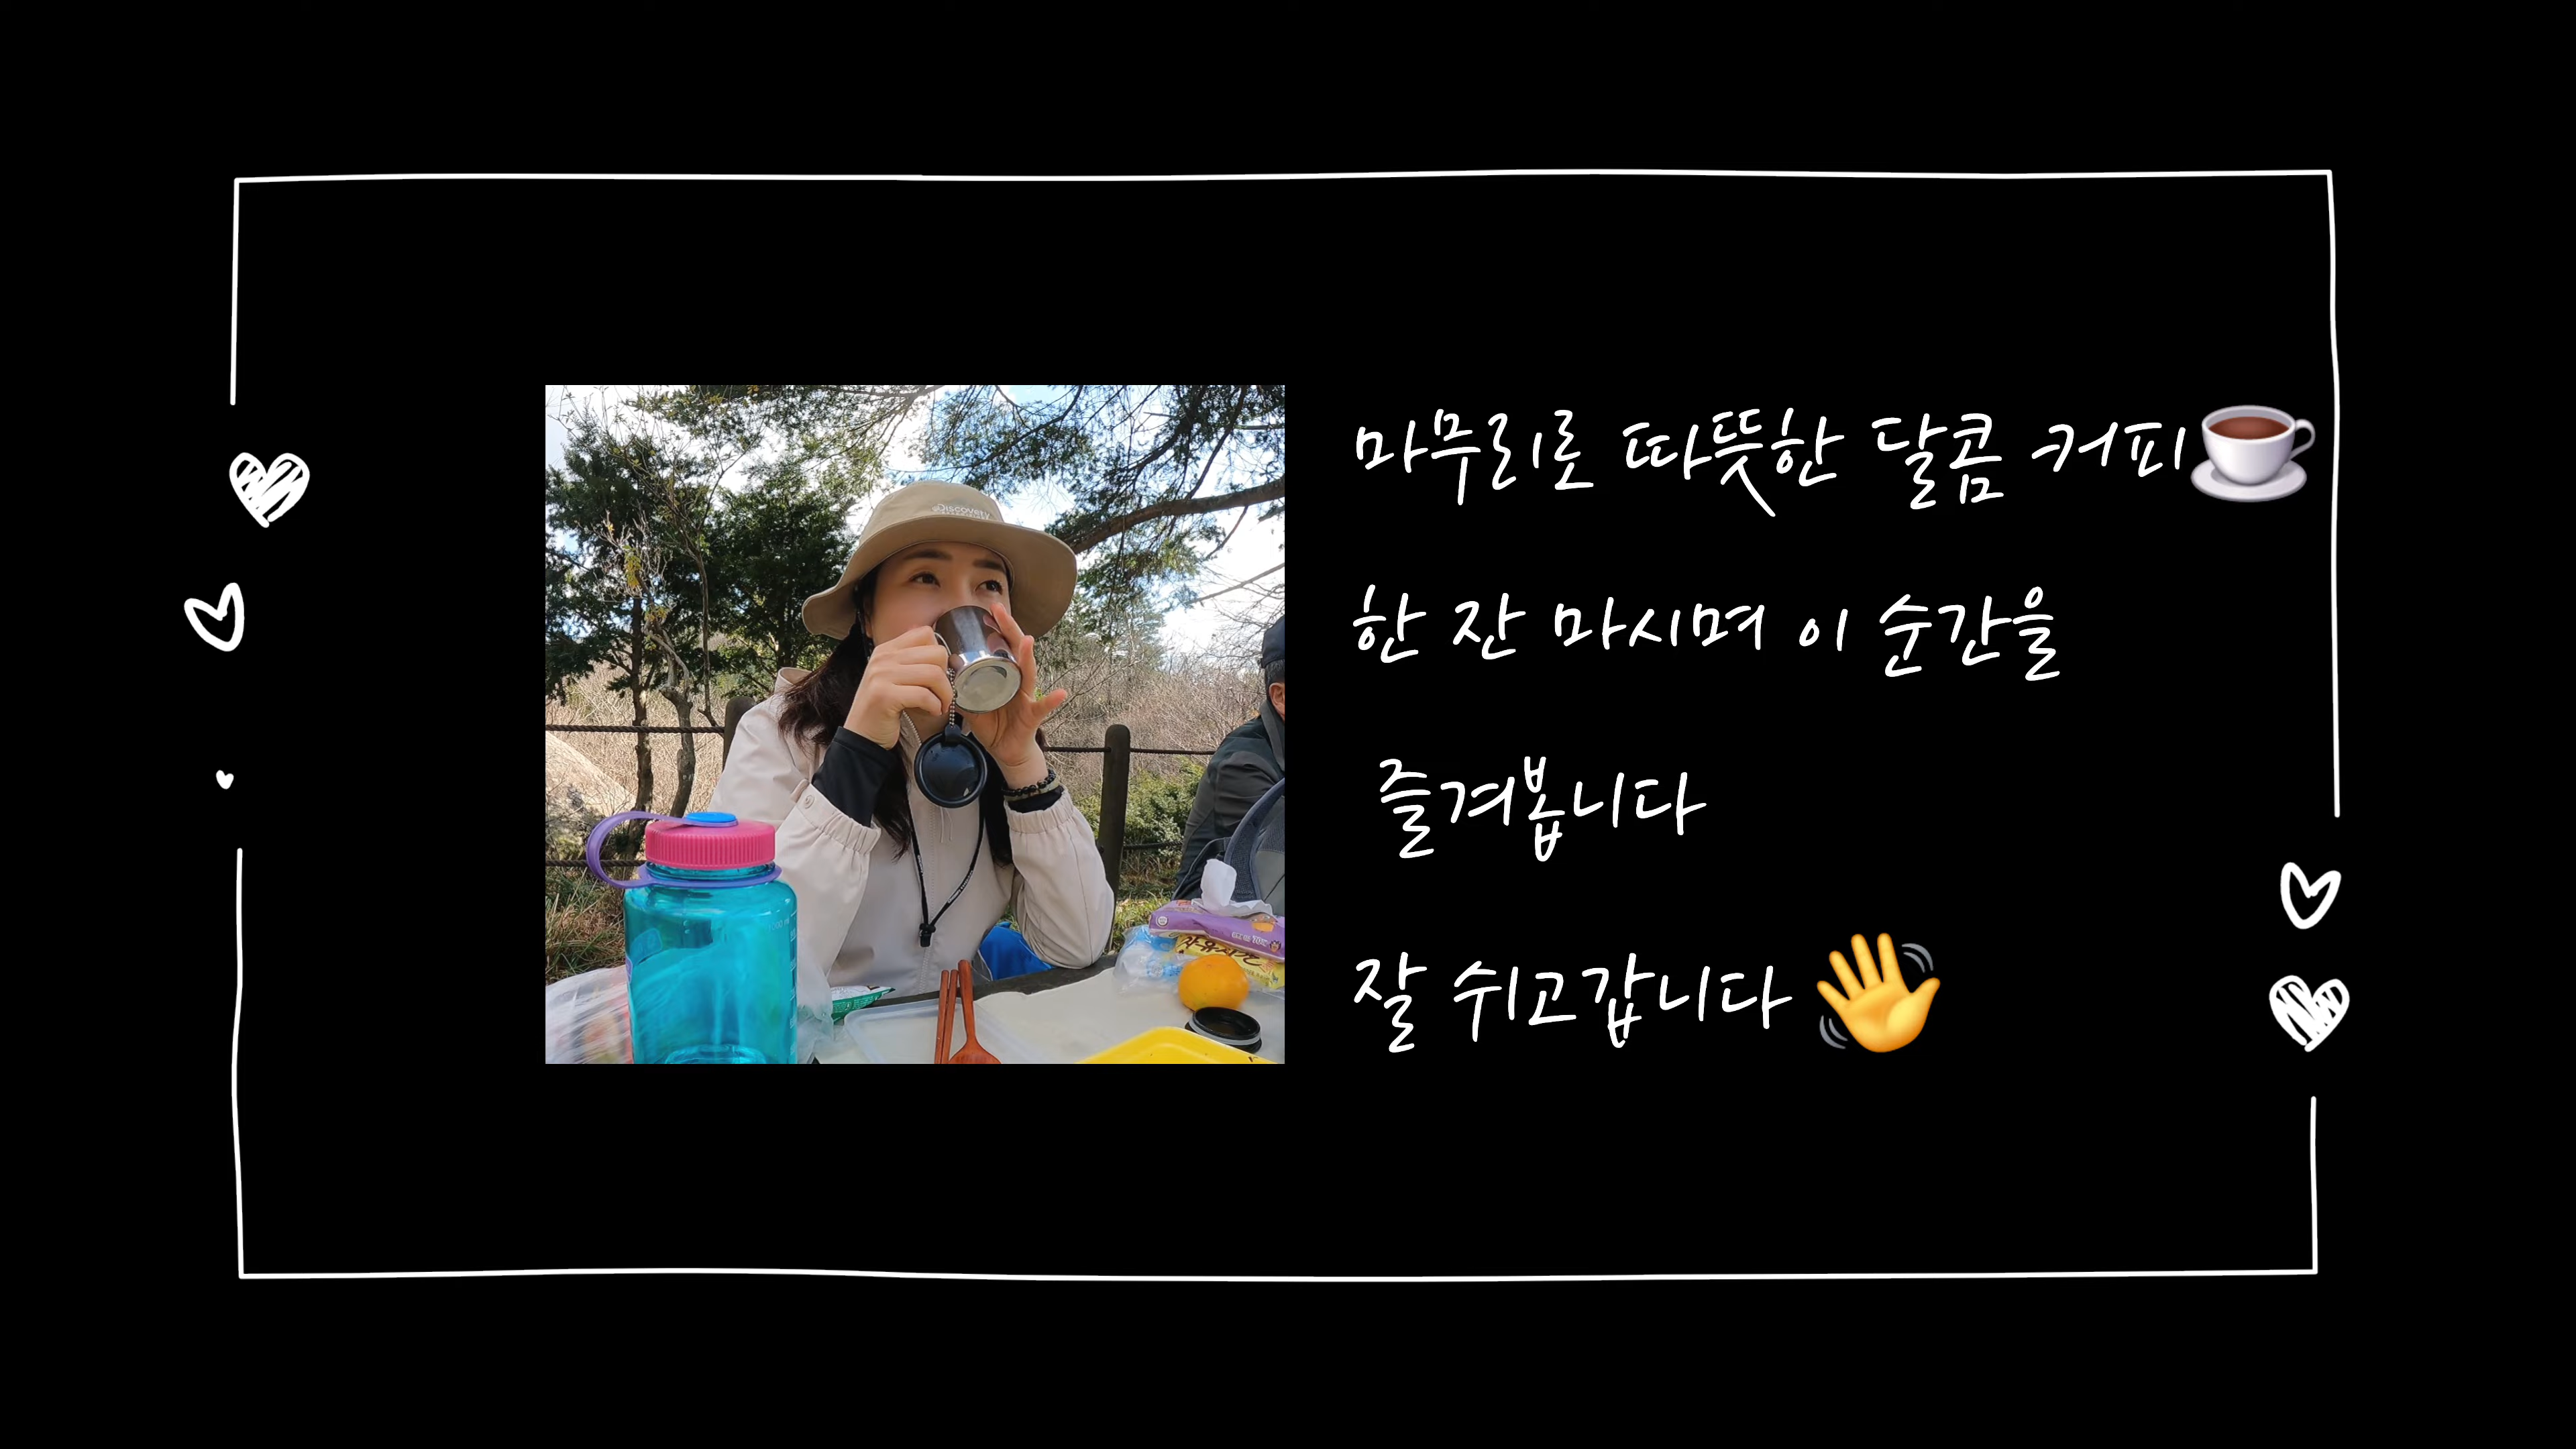 마무리로 따뜻한 달콤 커피☕
한 잔 마시며 이 순간을
즐겨봅니다
잘 쉬고갑니다 👋
Discovery